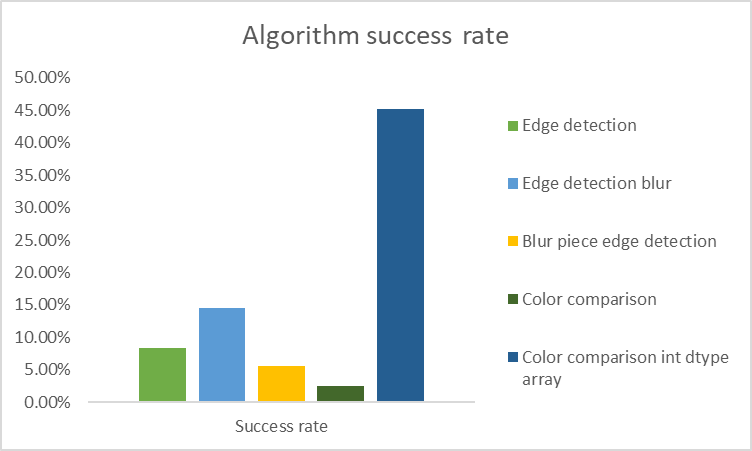 Algorithm success rate
50.00%
45.00%
40.00%
35.00%
30.00%
25.00%
20.00%
15.00%
10.00%
5.00%
0.00%
Success rate
Edge detection
Edge detection blur
Blur piece edge detection
Color comparison
Color comparison int dtype
array